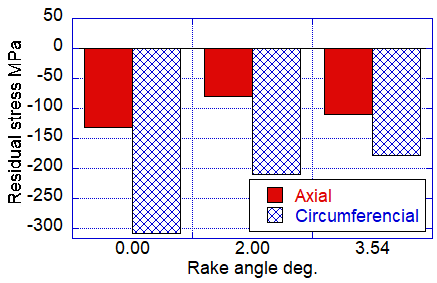 Residual stress MPa
50
0
-50
-100
-150
-200
-250
-300
Axial
Circumferencial
0.00 2.00 3.54
Rake angle deg.